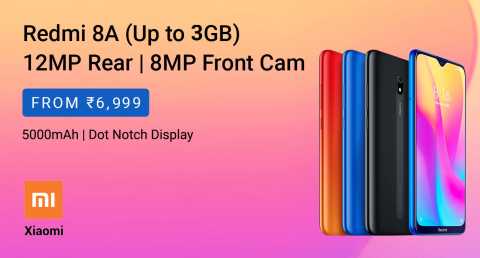 Redmi 8A (Up to 3GB)
12MP Rear | 8MP Front Cam
FROM ₹6,999
5000mAh | Dot Notch Display
mi
Xiaomi
Redmi